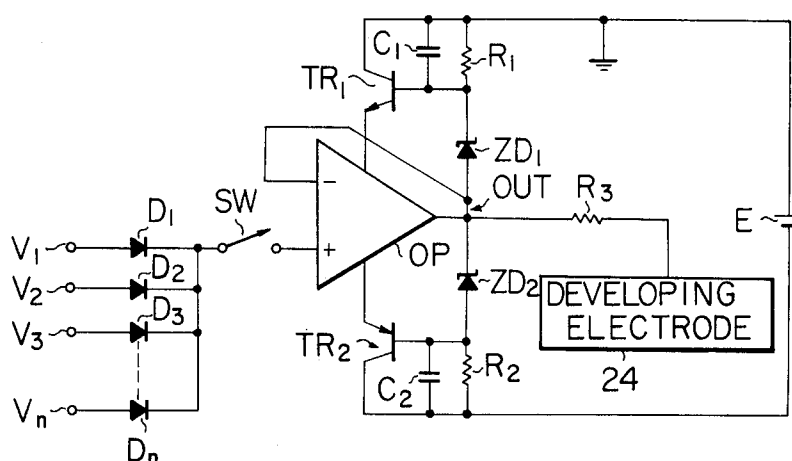 C₁
R₁
TR₁
ZD₁
OUT
R₃
SW
D₁
E
V₁
−
+
OP
D₂
ZD₂
V₂
D₃
V₃
DEVELOPING
ELECTRODE
TR₂
R₂
C₂
24
Vn
Dn